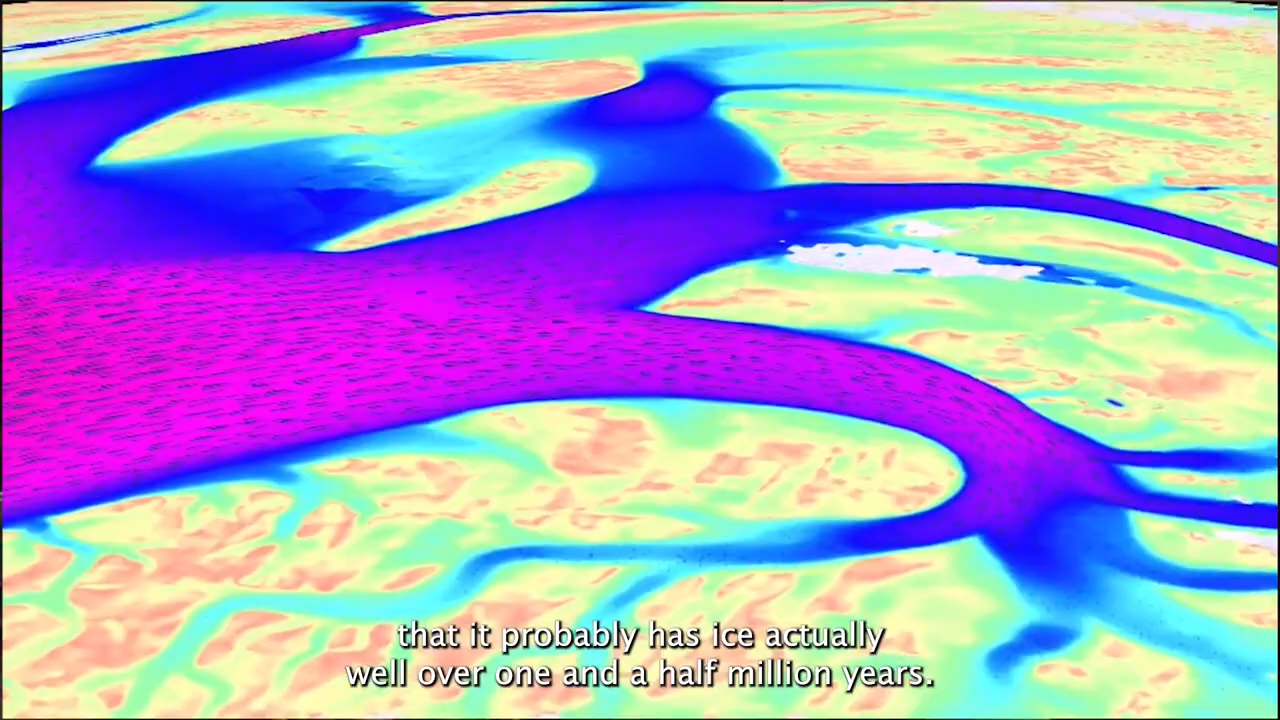 that it probably has ice actually
well over one and a half million years.